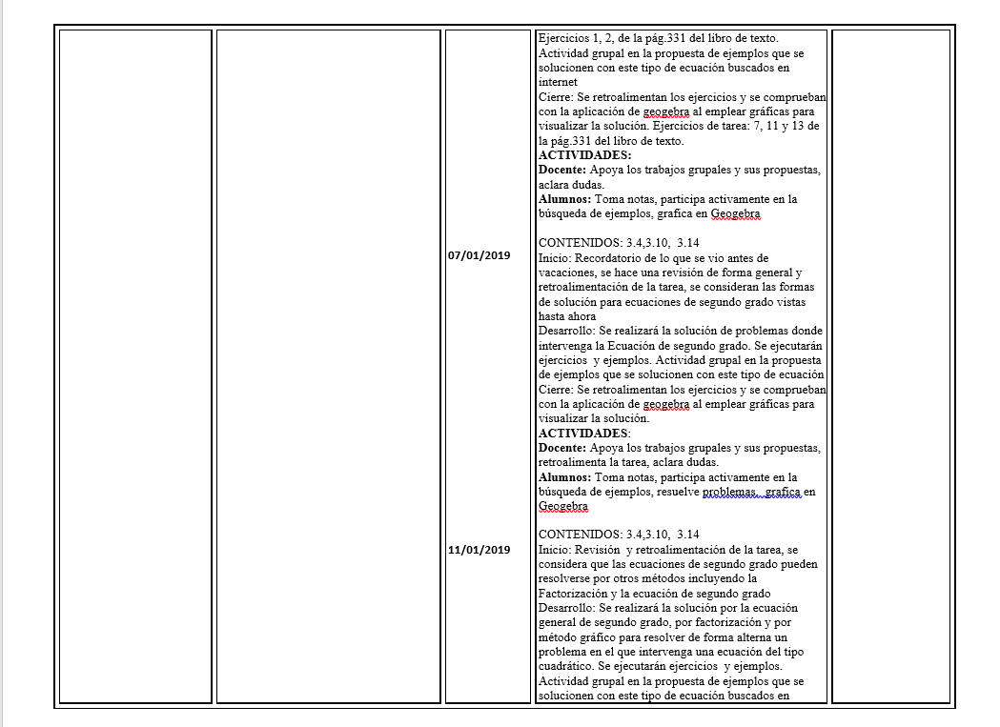 Ejercicios 1, 2, de la pág.331 del libro de texto.
Actividad grupal en la propuesta de ejemplos que se
solucionen con este tipo de ecuación buscados en
internet
Cierre: Se retroalimentan los ejercicios y se comprueban
con la aplicación de geogebra al emplear gráficas para
visualizar la solución. Ejercicios de tarea: 7, 11 y 13 de
la pág.331 del libro de texto.
ACTIVIDADES:
Docente: Apoya los trabajos grupales y sus propuestas,
aclara dudas.
Alumnos: Toma notas, participa activamente en la
búsqueda de ejemplos, grafica en Geogebra
CONTENIDOS: 3.4,3.10,  3.14
07/01/2019
Inicio: Recordatorio de lo que se vio antes de
vacaciones, se hace una revisión de forma general y
retroalimentación de la tarea, se consideran las formas
de solución para ecuaciones de segundo grado vistas
hasta ahora
Desarrollo: Se realizará la solución de problemas donde
intervenga la Ecuación de segundo grado. Se ejecutarán
ejercicios  y ejemplos. Actividad grupal en la propuesta
de ejemplos que se solucionen con este tipo de ecuación
Cierre: Se retroalimentan los ejercicios y se comprueban
con la aplicación de geogebra al emplear gráficas para
visualizar la solución.
ACTIVIDADES:
Docente: Apoya los trabajos grupales y sus propuestas,
retroalimenta la tarea, aclara dudas.
Alumnos: Toma notas, participa activamente en la
búsqueda de ejemplos, resuelve problemas,  grafica en
Geogebra
CONTENIDOS: 3.4,3.10,  3.14
11/01/2019
Inicio: Revisión  y retroalimentación de la tarea, se
considera que las ecuaciones de segundo grado pueden
resolverse por otros métodos incluyendo la
Factorización y la ecuación de segundo grado
Desarrollo: Se realizará la solución por la ecuación
general de segundo grado, por factorización y por
método gráfico para resolver de forma alterna un
problema en el que intervenga una ecuación del tipo
cuadrático. Se ejecutarán ejercicios  y ejemplos.
Actividad grupal en la propuesta de ejemplos que se
solucionen con este tipo de ecuación buscados en